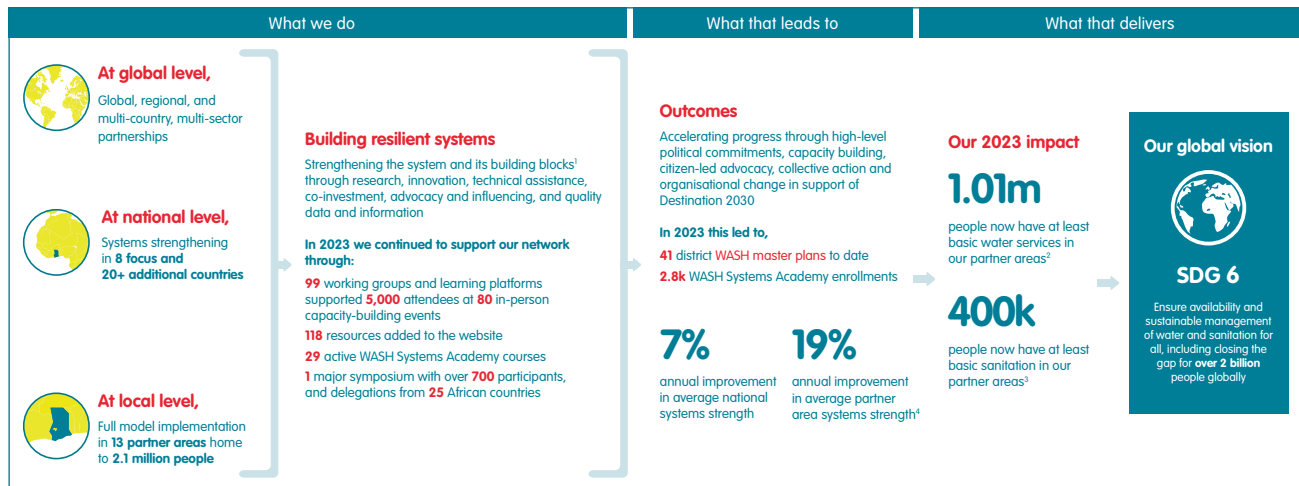 What we do
What that leads to
What that delivers
At global level,
Global, regional, and
multi-country, multi-sector
partnerships
At national level,
Systems strengthening
in 8 focus and
20+ additional countries
At local level,
Full model implementation
in 13 partner areas home
to 2.1 million people
Building resilient systems
Strengthening the system and its building blocks¹
through research, innovation, technical assistance,
co-investment, advocacy and influencing, and quality
data and information
In 2023 we continued to support our network
through:
99 working groups and learning platforms
supported 5,000 attendees at 80 in-person
capacity-building events
118 resources added to the website
29 active WASH Systems Academy courses
1 major symposium with over 700 participants,
and delegations from 25 African countries
Outcomes
Accelerating progress through high-level
political commitments, capacity building,
citizen-led advocacy, collective action and
organisational change in support of
Destination 2030
In 2023 this led to,
41 district WASH master plans to date
2.8k WASH Systems Academy enrollments
7%
annual improvement
in average national
systems strength
19%
annual improvement
in average partner
area systems strength⁴
Our 2023 impact
1.01m
people now have at least
basic water services in
our partner areas²
400k
people now have at least
basic sanitation in our
partner areas³
Our global vision
SDG 6
Ensure availability and
sustainable management
of water and sanitation for
all, including closing the
gap for over 2 billion
people globally